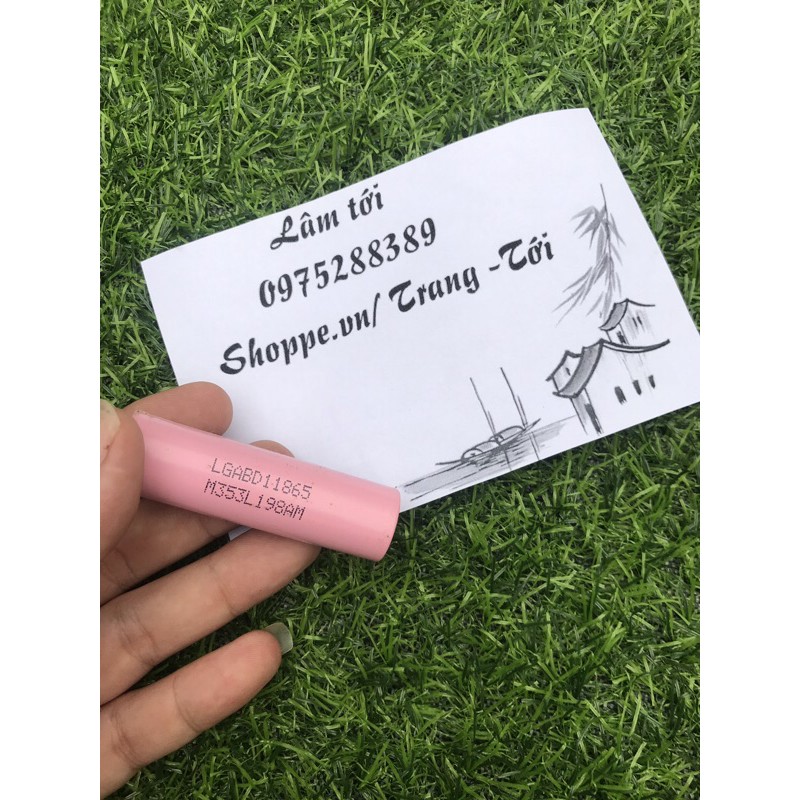 Lâm tới
0975288389
Shoppe.vn/ Trang -Tới
LGABD11865
M353L198AM